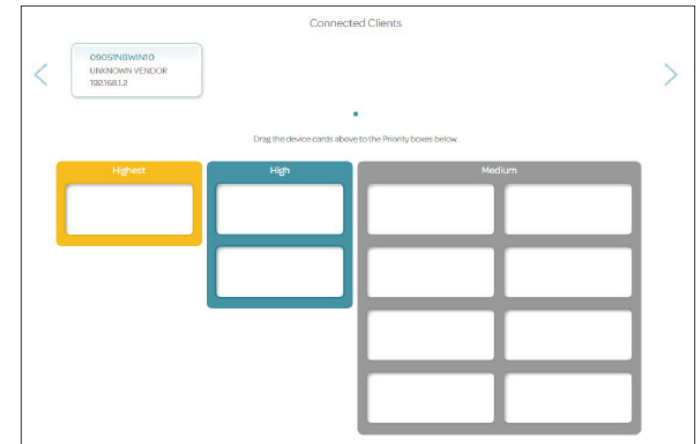 Connected Clients
09051NBWIN10
UNKNOWN VENDOR
192.168.1.2
Drag the device cards above to the Priority boxes below.
Highest
High
Medium